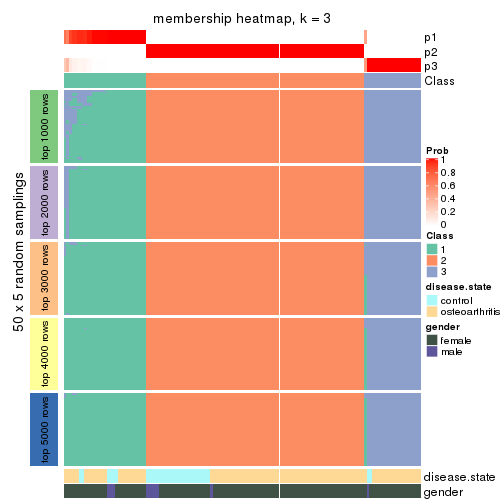 membership heatmap, k = 3
p1
p2
p3
Class
50 x 5 random samplings
top 1000 rows
top 2000 rows
top 3000 rows
top 4000 rows
top 5000 rows
disease.state
gender
Prob
1
0.8
0.6
0.4
0.2
0
Class
1
2
3
disease.state
control
osteoarthritis
gender
female
male